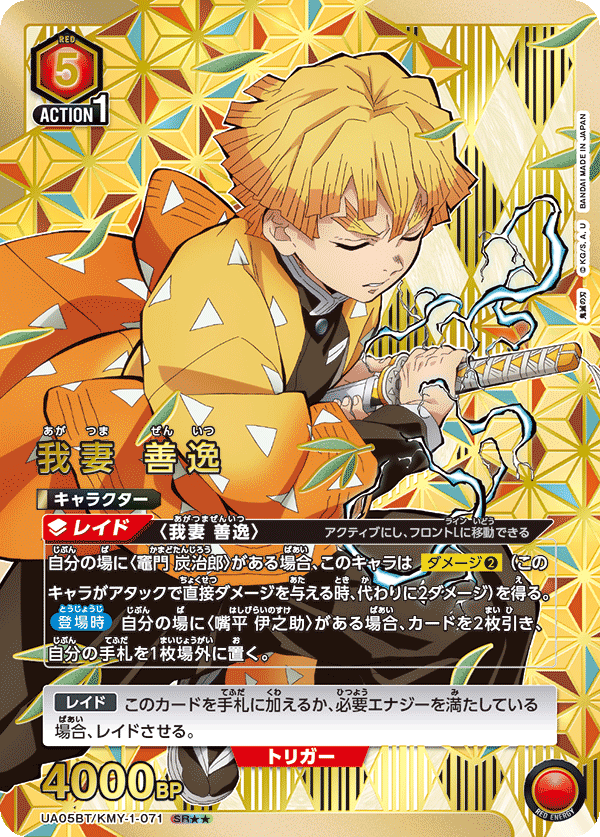 RED
5
ACTION 1
BANDAI MADE IN JAPAN
© KG/S, A, U
鬼滅の刃
あが つま ぜん いつ
我妻 善逸
キャラクター
レイド 〈我妻 善逸〉 アクティブにし、フロントLに移動できる
自分の場に〈竈門 炭治郎〉がある場合、このキャラは ダメージ❷ (この
キャラがアタックで直接ダメージを与える時、代わりに2ダメージ)を得る。
登場時 自分の場に〈嘴平 伊之助〉がある場合、カードを2枚引き、
自分の手札を1枚場外に置く。
レイド このカードを手札に加えるか、必要エナジーを満たしている
場合、レイドさせる。
トリガー
4000BP
RED ENERGY
UA05BT/KMY-1-071 SR★★